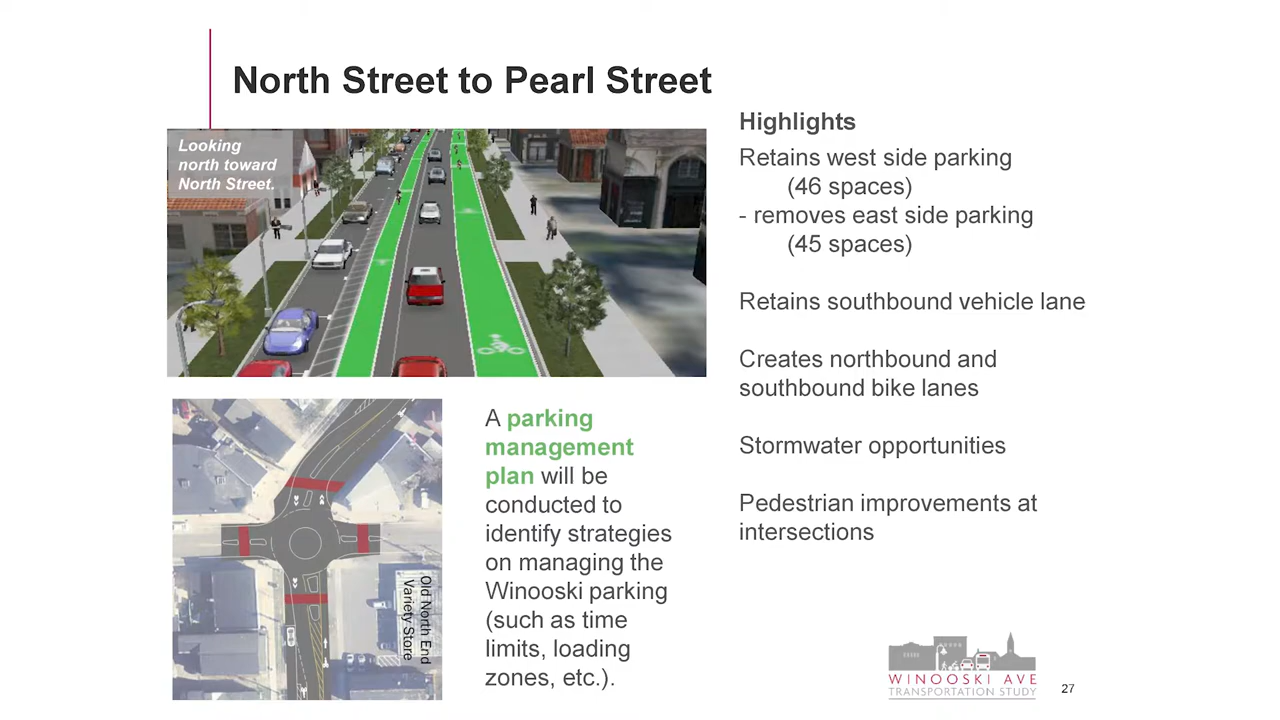 North Street to Pearl Street
Looking
north toward
North Street.
Highlights
Retains west side parking
(46 spaces)
- removes east side parking
(45 spaces)
Retains southbound vehicle lane
Creates northbound and
southbound bike lanes
Stormwater opportunities
Pedestrian improvements at
intersections
A parking
management
plan will be
conducted to
identify strategies
on managing the
Winooski parking
(such as time
limits, loading
zones, etc.).
Old North End
Variety Store
WINOOSKI AVE
TRANSPORTATION STUDY
27